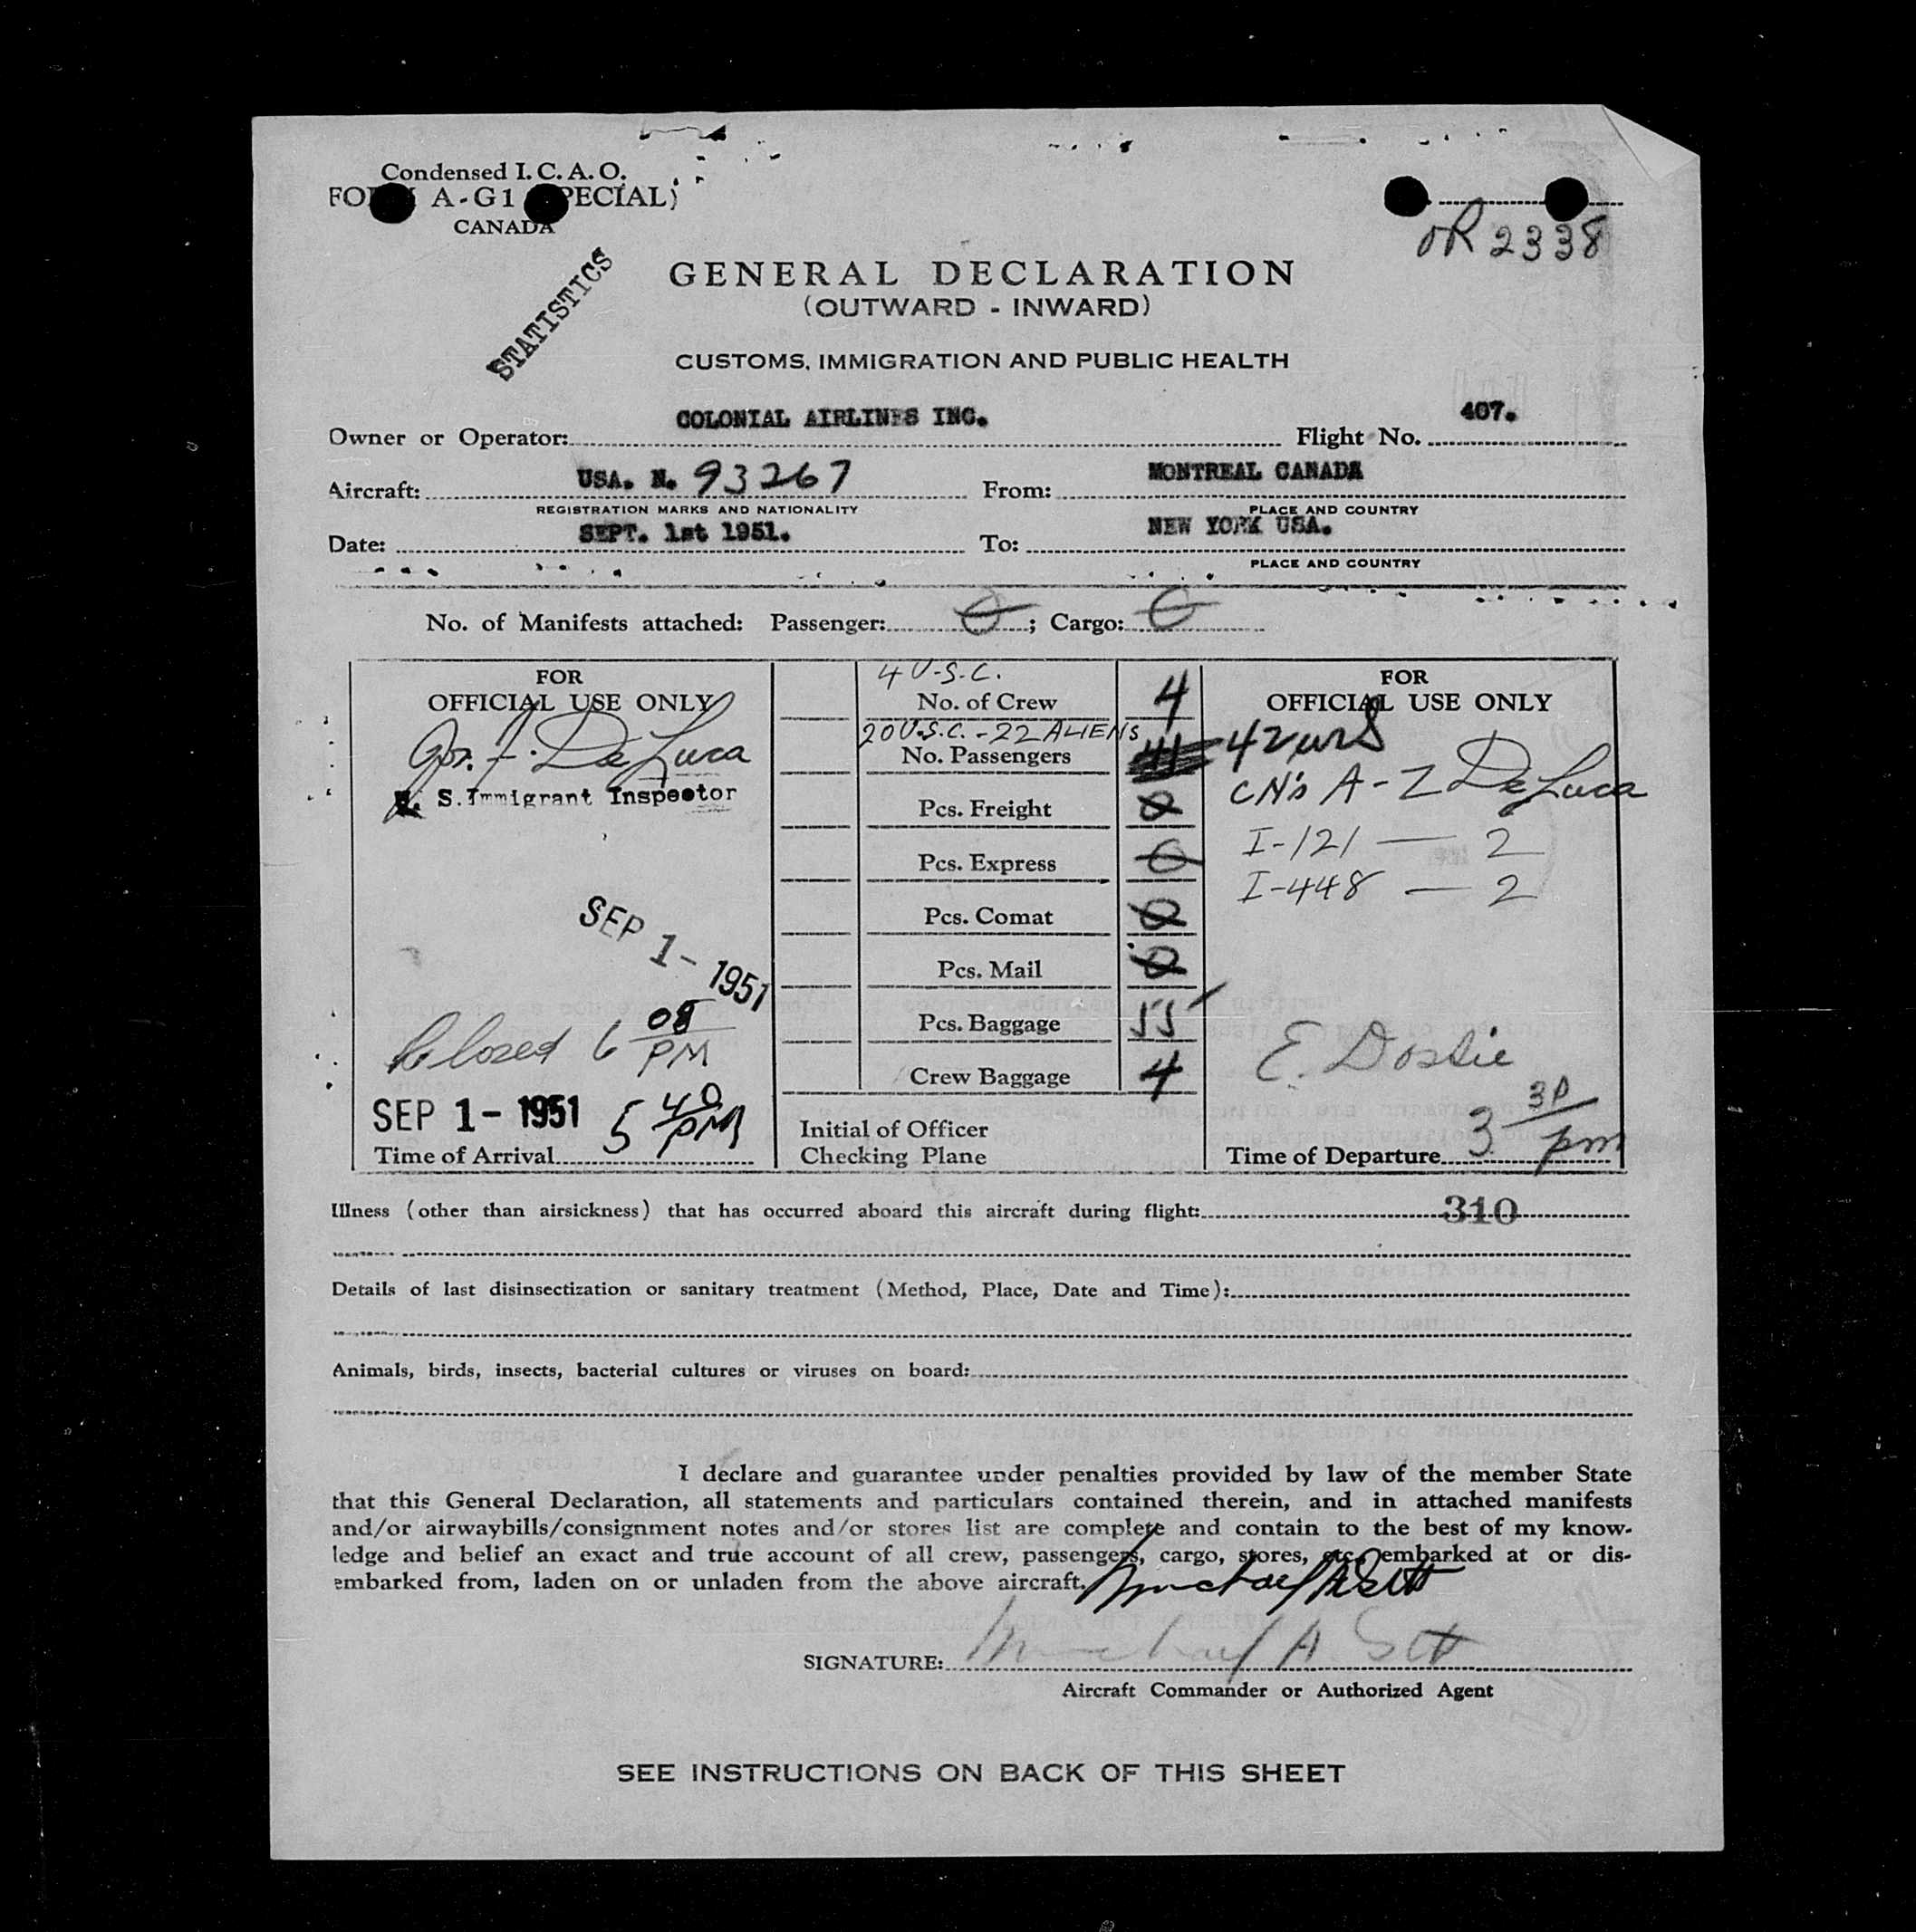 Condensed I. C. A. O.
A-G1
CANADA
OR 2338
STATISTICS
GENERAL DECLARATION
(OUTWARD - INWARD)
CUSTOMS, IMMIGRATION AND PUBLIC HEALTH
Owner or Operator: COLONIAL AIRLINES INC. Flight No. 407.
Aircraft: USA. N. 93267 From: MONTREAL CANADA
REGISTRATION MARKS AND NATIONALITY PLACE AND COUNTRY
Date: SEPT. 1st 1951. To: NEW YORK USA.
PLACE AND COUNTRY
No. of Manifests attached: Passenger: 0; Cargo: 0
FOR
OFFICIAL USE ONLY
Jos. F. DeLuca
U. S. Immigrant Inspector
SEP 1 - 1951
Closed 6 08 PM
SEP 1 - 1951 5 40 PM
Time of Arrival
4 U.S.C.
No. of Crew 4
20 U.S.C. - 22 ALIENS
No. Passengers 41
Pcs. Freight 0
Pcs. Express 0
Pcs. Comat 0
Pcs. Mail 0
Pcs. Baggage 55
Crew Baggage 4
Initial of Officer
Checking Plane
FOR
OFFICIAL USE ONLY
42
CN's A-Z DeLuca
I-121 — 2
I-448 — 2
E. Dostie
Time of Departure 3 30 pm
Illness (other than airsickness) that has occurred aboard this aircraft during flight: 310
Details of last disinsectization or sanitary treatment (Method, Place, Date and Time):
Animals, birds, insects, bacterial cultures or viruses on board:
I declare and guarantee under penalties provided by law of the member State
that this General Declaration, all statements and particulars contained therein, and in attached manifests
and/or airwaybills/consignment notes and/or stores list are complete and contain to the best of my know-
ledge and belief an exact and true account of all crew, passengers, cargo, stores, etc. embarked at or dis-
embarked from, laden on or unladen from the above aircraft.
SIGNATURE: Michael A.
Aircraft Commander or Authorized Agent
SEE INSTRUCTIONS ON BACK OF THIS SHEET